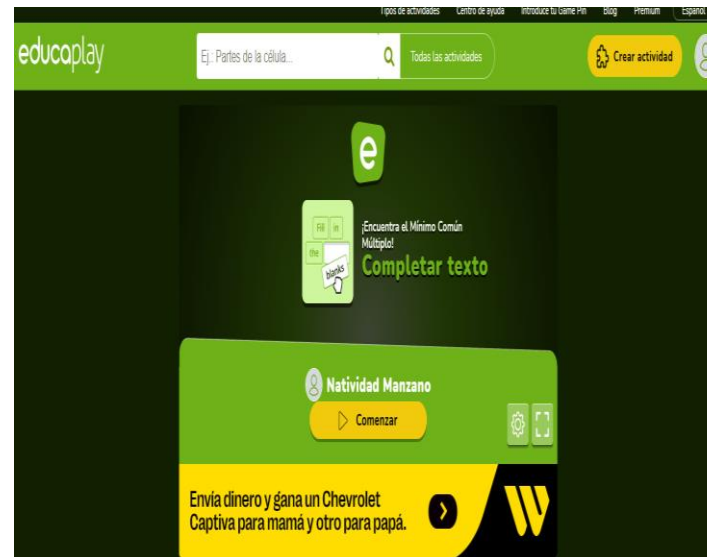 Tipos de actividades Centro de ayuda Introduce tu Game Pin Blog Premium Español
educaplay
Ej.: Partes de la célula...
Todas las actividades
Crear actividad
e
Fill in
the
blanks
¡Encuentra el Mínimo Común
Múltiplo!
Completar texto
Natividad Manzano
Comenzar
Envía dinero y gana un Chevrolet
Captiva para mamá y otro para papá.
W